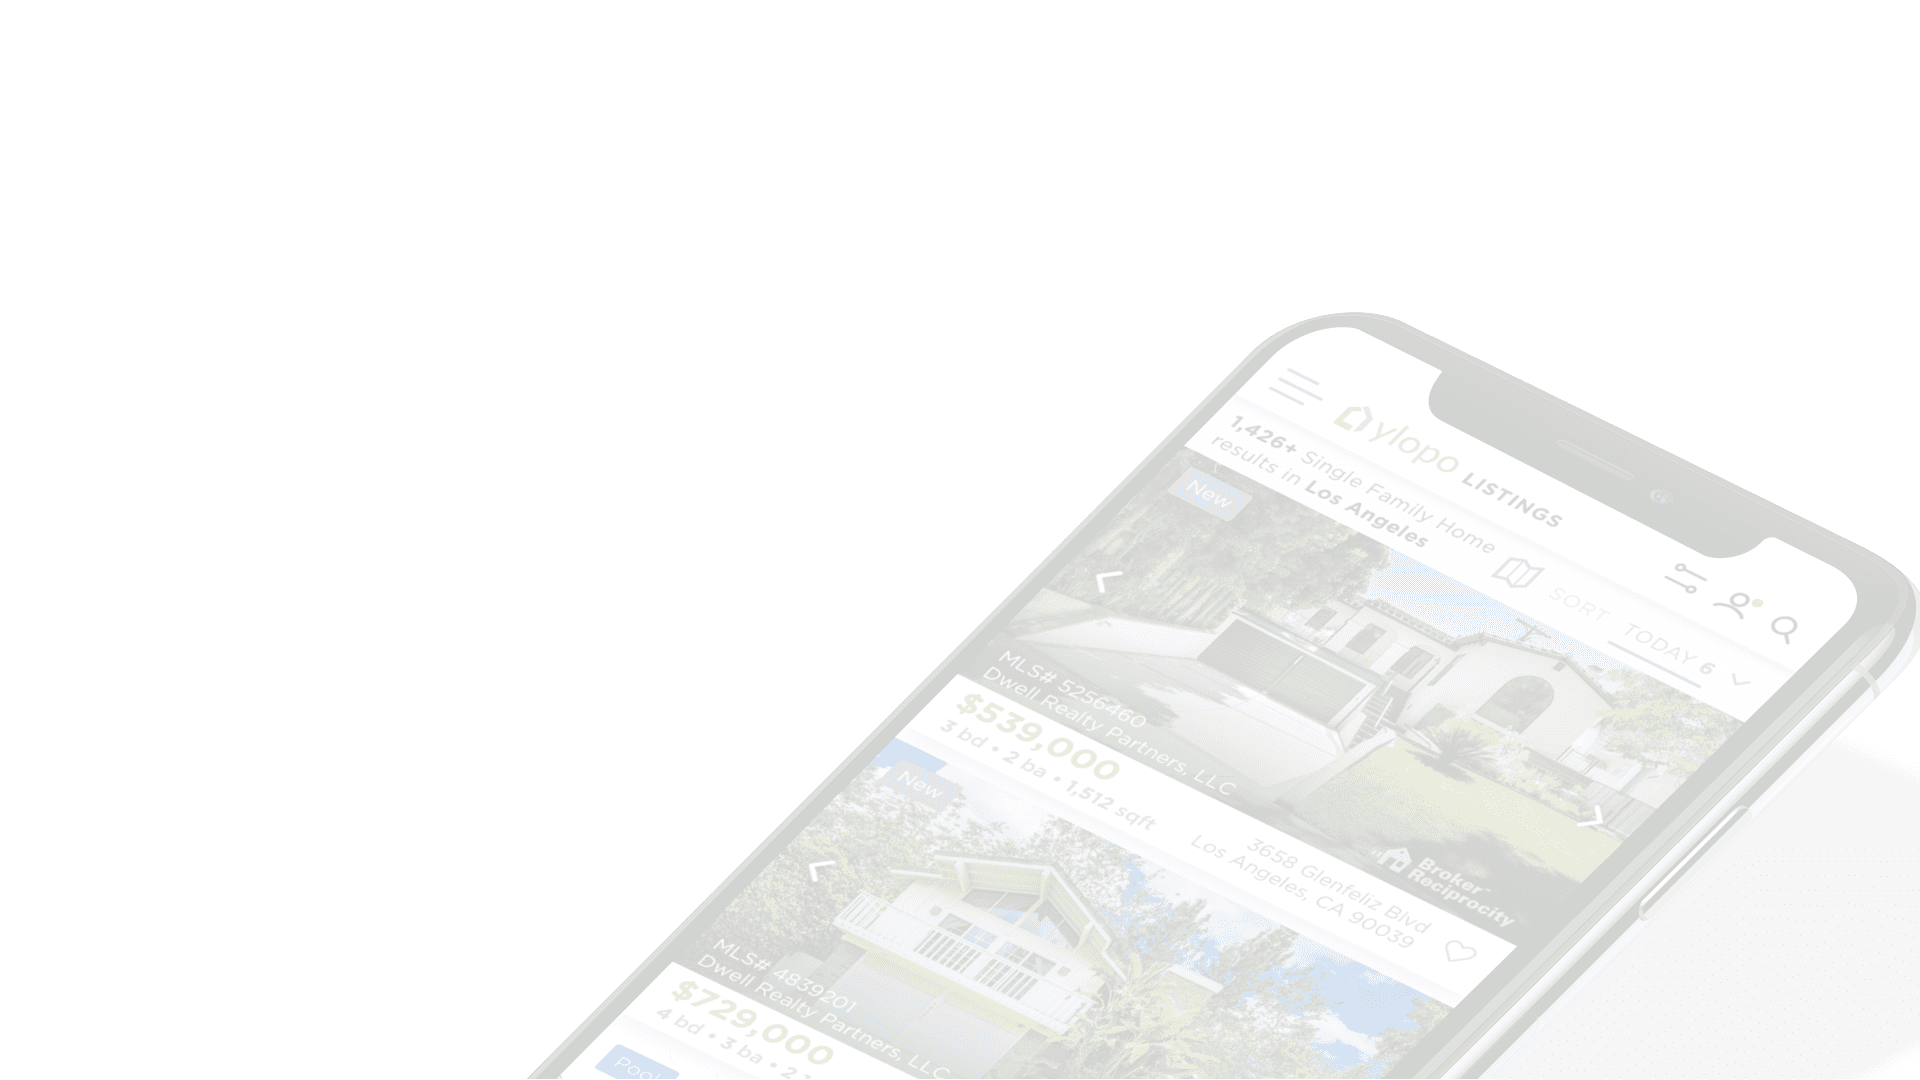 ylopo LISTINGS
1,426+ Single Family Home
results in Los Angeles
SORT TODAY 6
New
MLS# 5256460
Dwell Realty Partners, LLC
Broker
Reciprocity
$539,000
3 bd • 2 ba • 1,512 sqft
3658 Glenfeliz Blvd
Los Angeles, CA 90039
New
MLS# 4839201
Dwell Realty Partners, LLC
$729,000
4 bd • 3 ba •
Pool